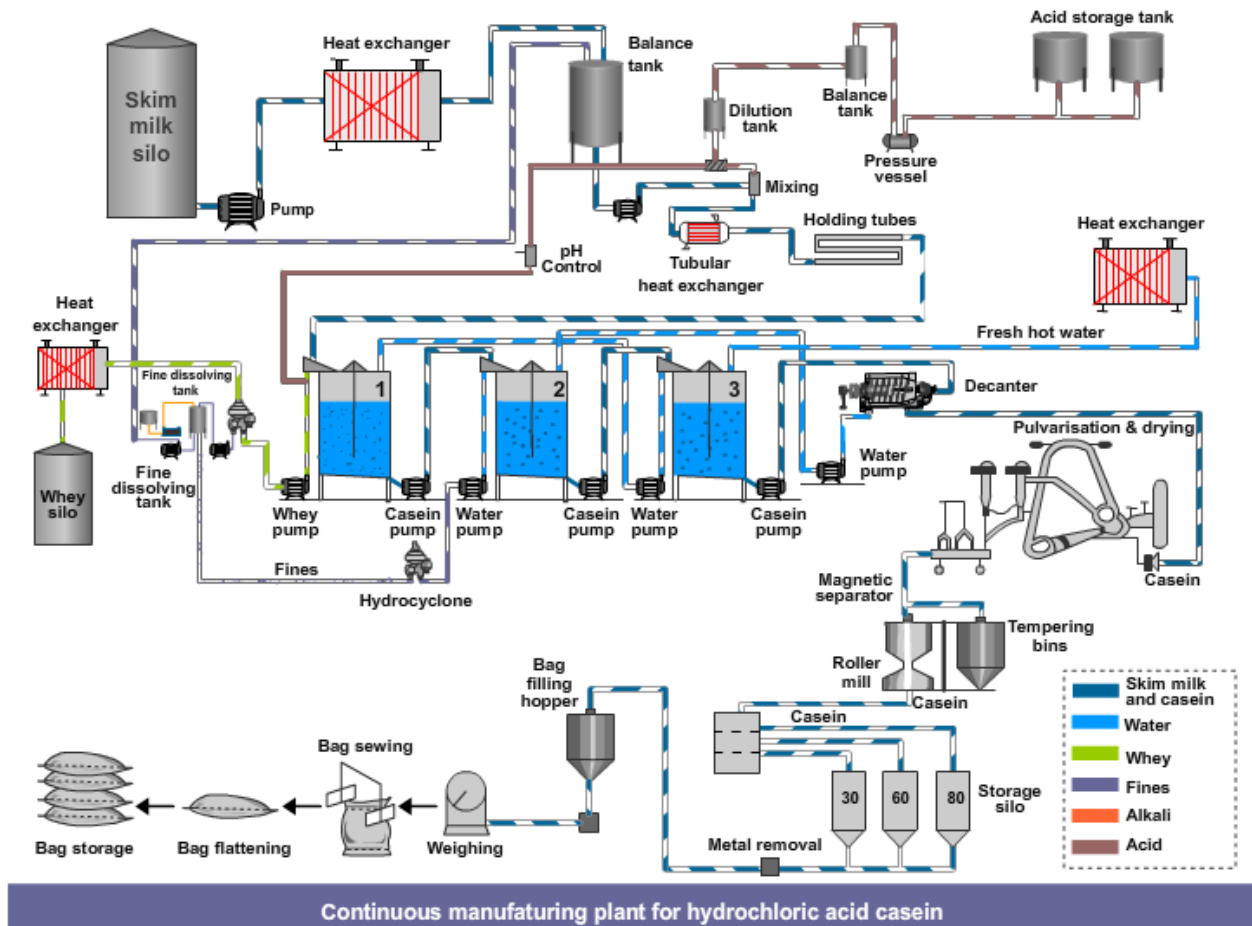 Acid storage tank
Heat exchanger
Balance
tank
Skim
milk
silo
Balance
tank
Dilution
tank
Pressure
vessel
Pump
Mixing
Holding tubes
Heat exchanger
pH
Control
Tubular
heat exchanger
Heat
exchanger
Fresh hot water
Fine dissolving
tank
1
2
3
Decanter
Pulvarisation & drying
Fine
dissolving
tank
Whey silo
Water
pump
Whey
pump
Casein
pump
Water
pump
Casein
pump
Water
pump
Casein
pump
Fines
Hydrocyclone
Casein
Magnetic
separator
Tempering
bins
Roller
mill
Casein
Bag
filling
hopper
Casein
Bag sewing
30
60
80
Storage
silo
Metal removal
Bag storage
Bag flattening
Weighing
Skim milk
and casein
Water
Whey
Fines
Alkali
Acid
Continuous manufaturing plant for hydrochloric acid casein